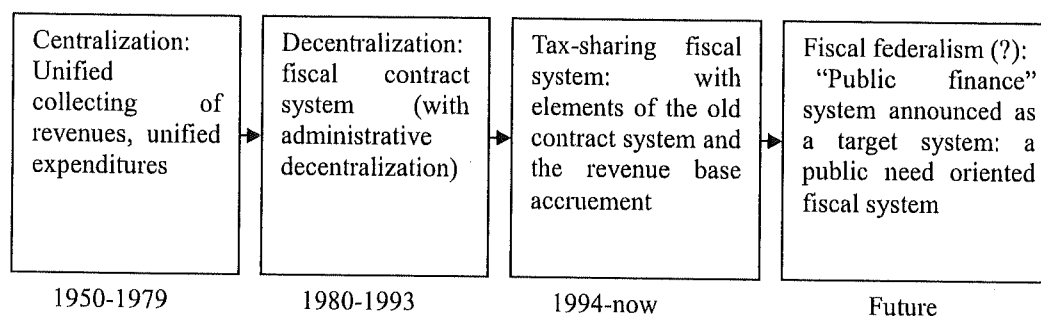 Centralization:
Unified
collecting of
revenues, unified
expenditures
Decentralization:
fiscal contract
system (with
administrative
decentralization)
Tax-sharing fiscal
system: with
elements of the old
contract system and
the revenue base
accruement
Fiscal federalism (?):
“Public finance”
system announced as
a target system: a
public need oriented
fiscal system
1950-1979
1980-1993
1994-now
Future